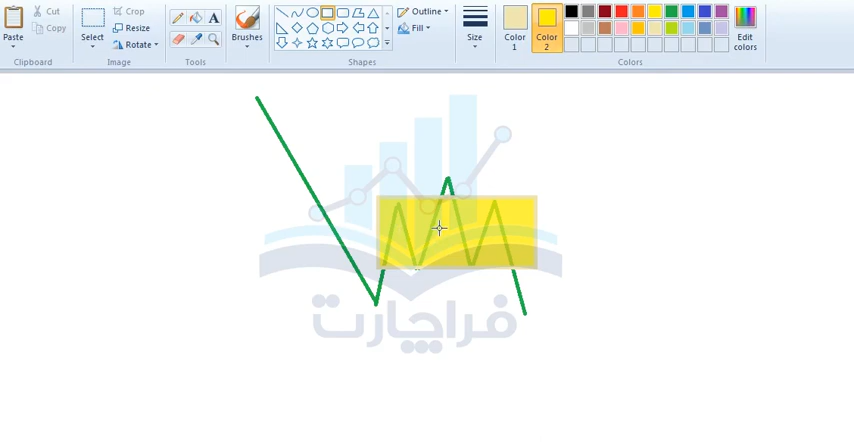 Paste
Cut
Copy
Clipboard
Select
Crop
Resize
Rotate
Image
A
Tools
Brushes
Outline
Fill
Shapes
Size
Color 1
Color 2
Edit colors
Colors
فراچارت